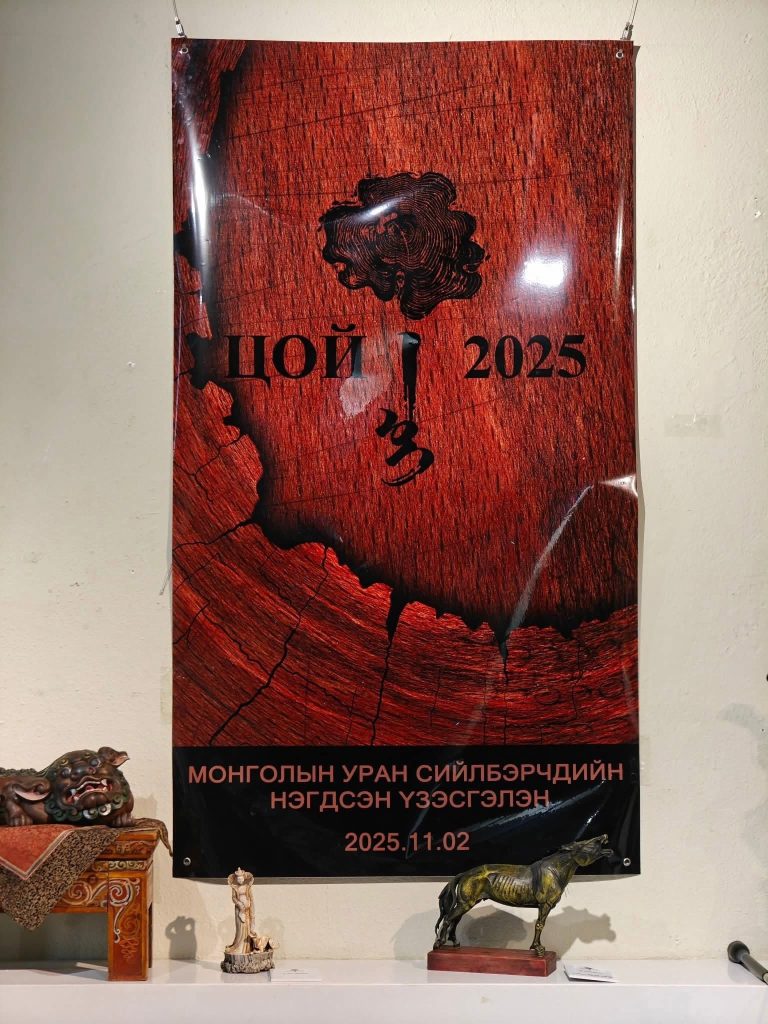 ЦОЙ 2025
МОНГОЛЫН УРАН СИЙЛБЭРЧДИЙН
НЭГДСЭН ҮЗЭСГЭЛЭН
2025.11.02